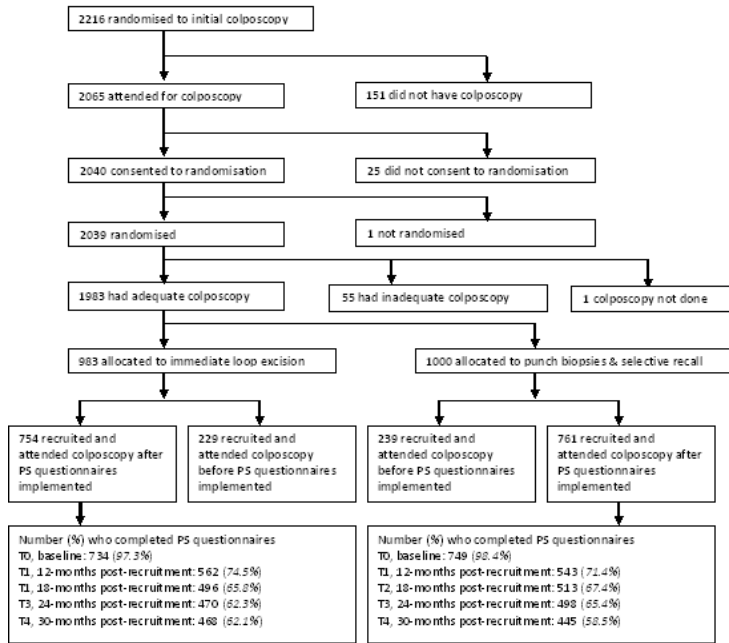 2216 randomised to initial colposcopy
2065 attended for colposcopy
151 did not have colposcopy
2040 consented to randomisation
25 did not consent to randomisation
2039 randomised
1 not randomised
1983 had adequate colposcopy
55 had inadequate colposcopy
1 colposcopy not done
983 allocated to immediate loop excision
1000 allocated to punch biopsies & selective recall
754 recruited and
attended colposcopy after
PS questionnaires
implemented
229 recruited and
attended colposcopy
before PS questionnaires
implemented
239 recruited and
attended colposcopy
before PS questionnaires
implemented
761 recruited and
attended colposcopy after
PS questionnaires
implemented
Number (%) who completed PS questionnaires
T0, baseline: 734 (97.3%)
T1, 12-months post-recruitment: 562 (74.5%)
T1, 18-months post-recruitment: 496 (65.8%)
T3, 24-months post-recruitment: 470 (62.3%)
T4, 30-months post-recruitment: 468 (62.1%)
Number (%) who completed PS questionnaires
T0, baseline: 749 (98.4%)
T1, 12-months post-recruitment: 543 (71.4%)
T2, 18-months post-recruitment: 513 (67.4%)
T3, 24-months post-recruitment: 498 (65.4%)
T4, 30-months post-recruitment: 445 (58.5%)